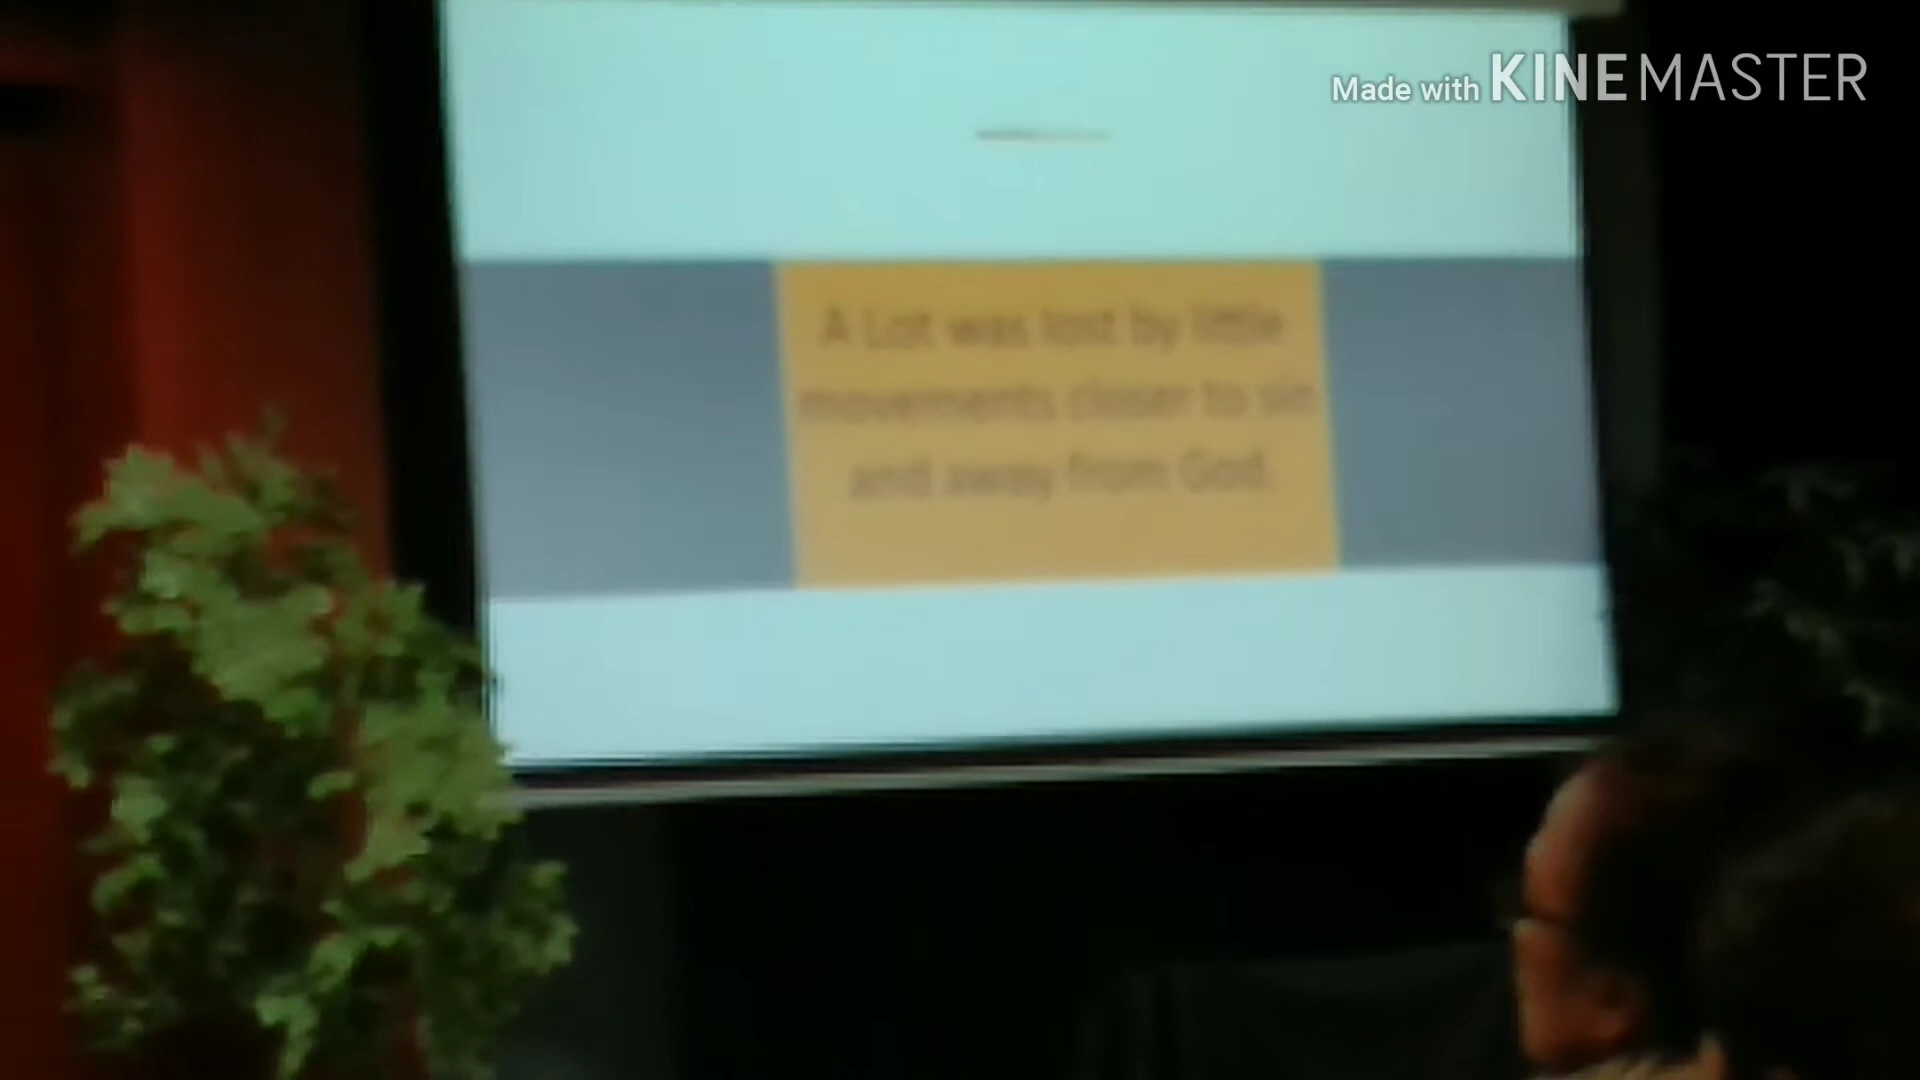 Made with KINEMASTER
A Lot was lost by little
movements closer to sin
and away from God.